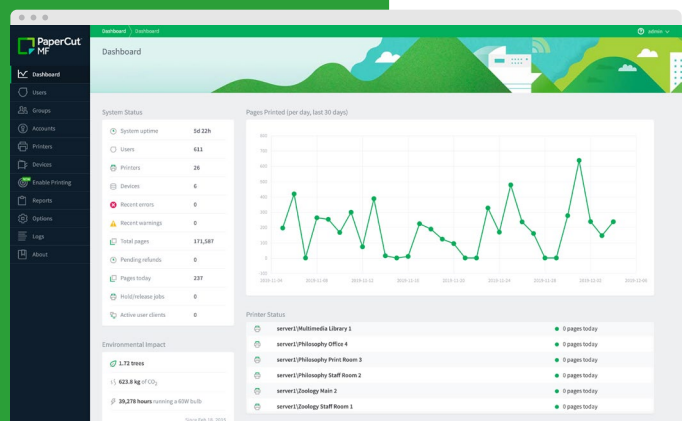 PaperCut
MF
Dashboard
Users
Groups
Accounts
Printers
Devices
Enable Printing
Reports
Options
Logs
About
Dashboard Dashboard
admin
Dashboard
System Status
System uptime 5d 22h
Users 611
Printers 26
Devices 6
Recent errors 0
Recent warnings 0
Total pages 171,587
Pending refunds 0
Pages today 237
Hold/release jobs 0
Active user clients 0
Environmental Impact
1.72 trees
623.8 kg of CO2
39,278 hours running a 60W bulb
Pages Printed (per day, last 30 days)
800
700
600
500
400
300
200
100
0
-100
Printer Status
server1\Multimedia Library 1 0 pages today
server1\Philosophy Office 4 0 pages today
server1\Philosophy Print Room 3 0 pages today
server1\Philosophy Staff Room 2 0 pages today
server1\Zoology Main 2 0 pages today
server1\Zoology Staff Room 1 0 pages today